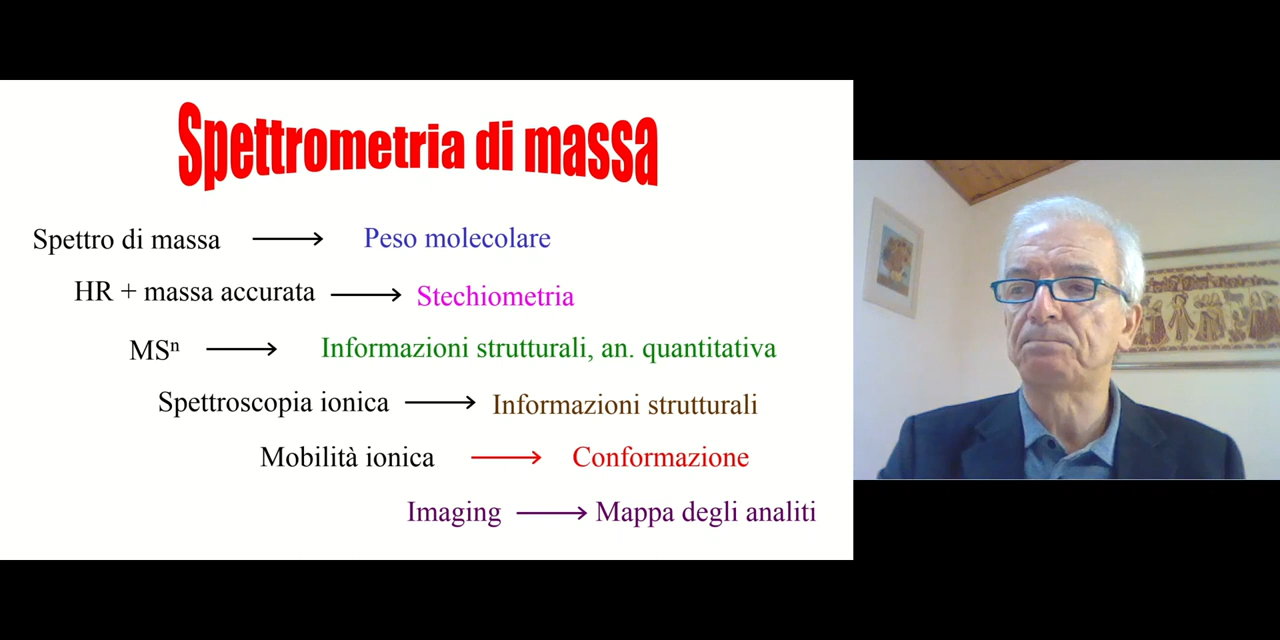 Spettrometria di massa
Spettro di massa → Peso molecolare
HR + massa accurata → Stechiometria
MSⁿ → Informazioni strutturali, an. quantitativa
Spettroscopia ionica → Informazioni strutturali
Mobilità ionica → Conformazione
Imaging → Mappa degli analiti